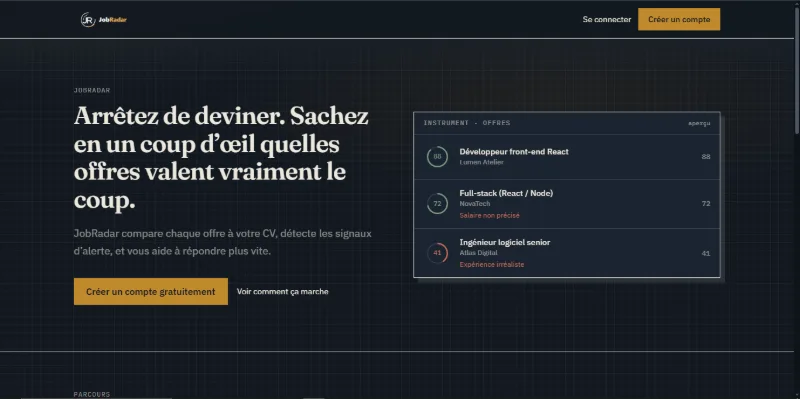 JR JobRadar
Se connecter
Créer un compte
JOBRADAR
Arrêtez de deviner. Sachez
en un coup d’œil quelles
offres valent vraiment le
coup.
JobRadar compare chaque offre à votre CV, détecte les signaux
d’alerte, et vous aide à répondre plus vite.
Créer un compte gratuitement
Voir comment ça marche
INSTRUMENT - OFFRES
aperçu
88
Développeur front-end React
Lumen Atelier
88
72
Full-stack (React / Node)
NovaTech
Salaire non précisé
72
41
Ingénieur logiciel senior
Atlas Digital
Expérience irréaliste
41
PARCOURS